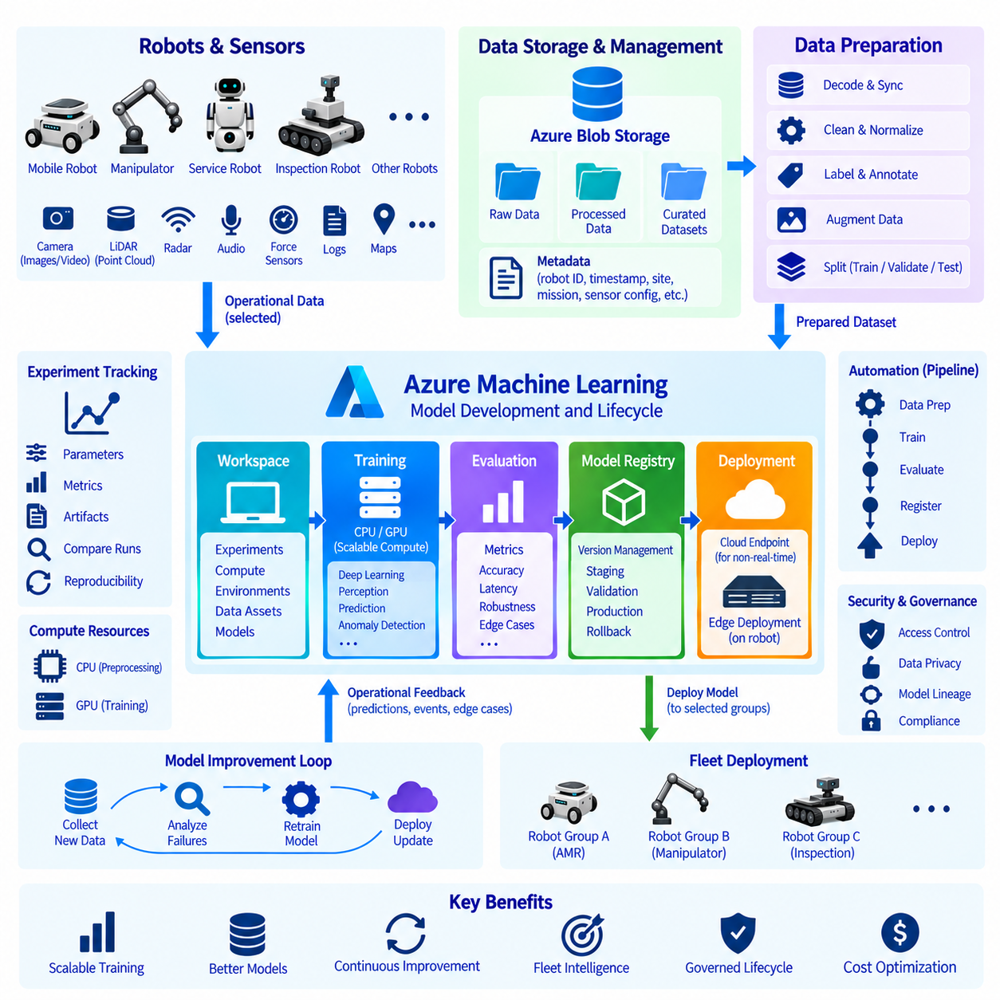 Robots & Sensors
Mobile Robot
Manipulator
Service Robot
Inspection Robot
Other Robots
Camera
(Images/Video)
LiDAR
(Point Cloud)
Radar
Audio
Force
Sensors
Logs
Maps
Data Storage & Management
Azure Blob Storage
Raw Data
Processed
Data
Curated
Datasets
Metadata
(robot ID, timestamp, site,
mission, sensor config, etc.)
Data Preparation
Decode & Sync
Clean & Normalize
Label & Annotate
Augment Data
Split (Train / Validate / Test)
Operational Data
(selected)
Prepared Dataset
Experiment Tracking
Parameters
Metrics
Artifacts
Compare Runs
Reproducibility
Compute Resources
CPU (Preprocessing)
GPU (Training)
Azure Machine Learning
Model Development and Lifecycle
Workspace
Experiments
Compute
Environments
Data Assets
Models
Training
CPU / GPU
(Scalable Compute)
Deep Learning
Perception
Prediction
Anomaly Detection
Evaluation
Metrics
Accuracy
Latency
Robustness
Edge Cases
Model Registry
Version Management
Staging
Validation
Production
Rollback
Deployment
Cloud Endpoint
(for non-real-time)
Edge Deployment
(on robot)
Automation (Pipeline)
Data Prep
Train
Evaluate
Register
Deploy
Security & Governance
Access Control
Data Privacy
Model Lineage
Compliance
Operational Feedback
(predictions, events, edge cases)
Deploy Model
(to selected groups)
Model Improvement Loop
Collect
New Data
Analyze
Failures
Retrain
Model
Deploy
Update
Fleet Deployment
Robot Group A
(AMR)
Robot Group B
(Manipulator)
Robot Group C
(Inspection)
Key Benefits
Scalable Training
Better Models
Continuous Improvement
Fleet Intelligence
Governed Lifecycle
Cost Optimization